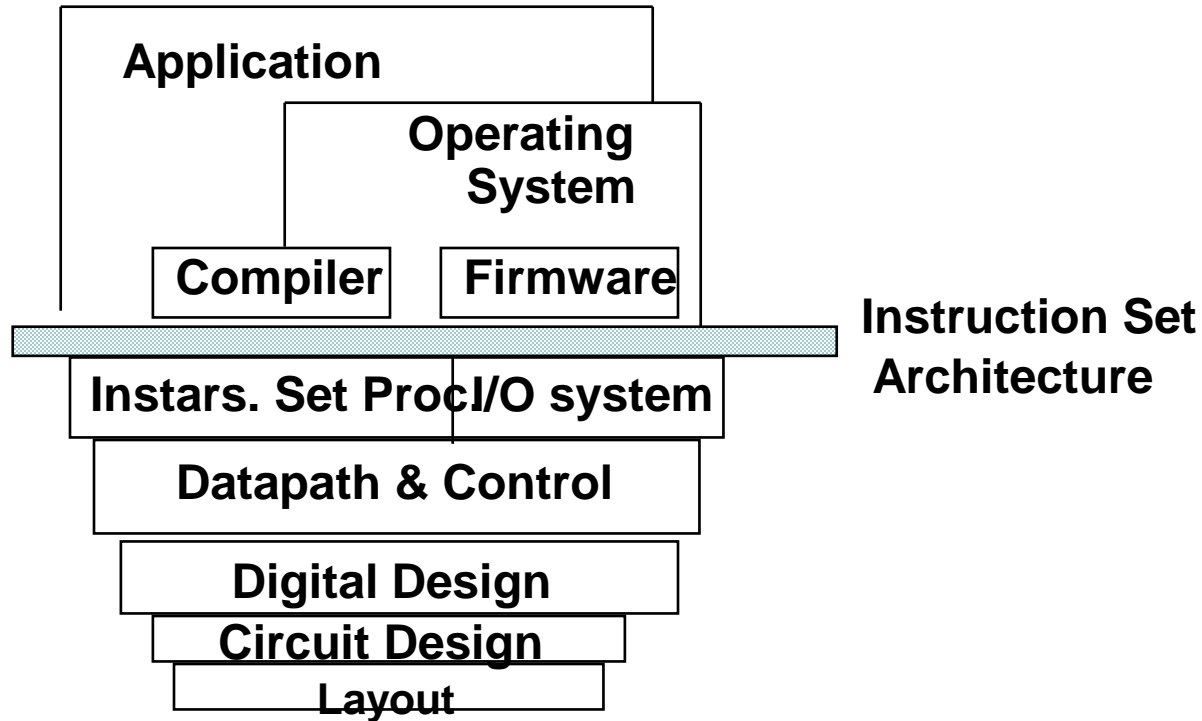 Application
Operating
System
Compiler
Firmware
Instruction Set
Architecture
Instars. Set Proc.
I/O system
Datapath & Control
Digital Design
Circuit Design
Layout